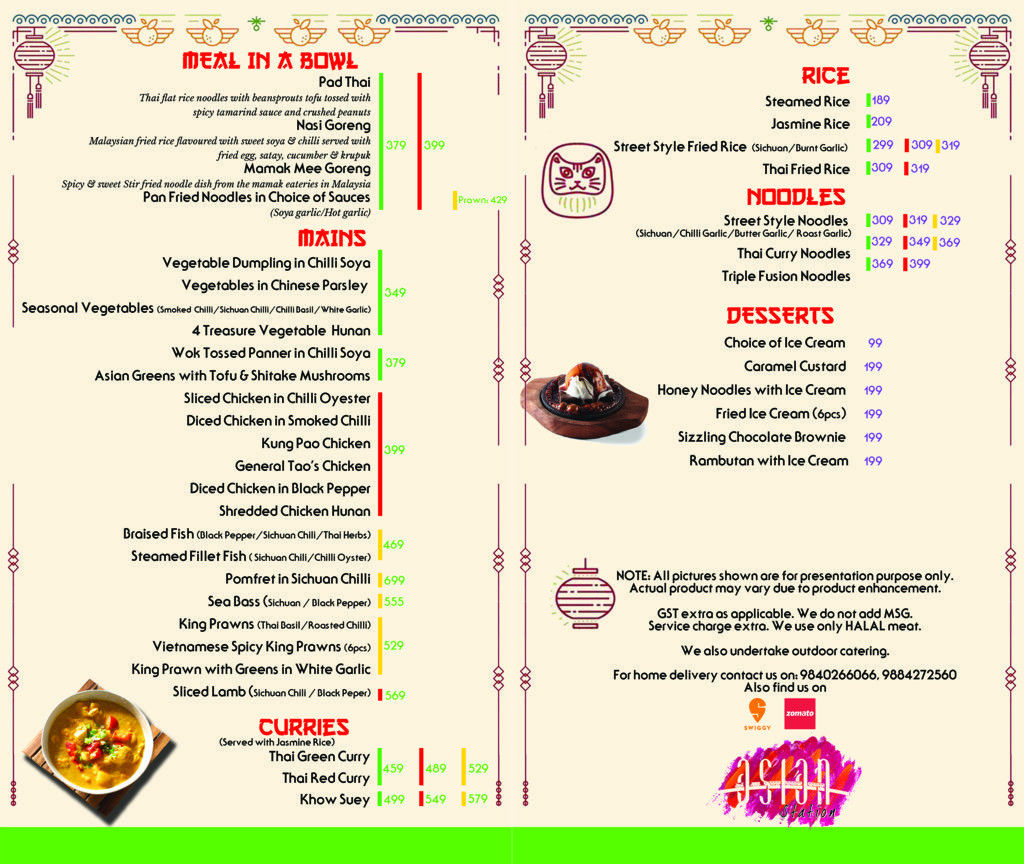 MEAL IN A BOWL
Pad Thai
Thai flat rice noodles with beansprouts tofu tossed with
spicy tamarind sauce and crushed peanuts
Nasi Goreng
Malaysian fried rice flavoured with sweet soya & chilli served with 379 399
fried egg, satay, cucumber & krupuk
Mamak Mee Goreng
Spicy & sweet Stir fried noodle dish from the mamak eateries in Malaysia
Pan Fried Noodles in Choice of Sauces Prawn: 429
(Soya garlic/Hot garlic)
MAINS
Vegetable Dumpling in Chilli Soya
Vegetables in Chinese Parsley
349
Seasonal Vegetables (Smoked Chilli/Sichuan Chilli/Chilli Basil/White Garlic)
4 Treasure Vegetable Hunan
Wok Tossed Panner in Chilli Soya
379
Asian Greens with Tofu & Shitake Mushrooms
Sliced Chicken in Chilli Oyester
Diced Chicken in Smoked Chilli
Kung Pao Chicken
399
General Tao's Chicken
Diced Chicken in Black Pepper
Shredded Chicken Hunan
Braised Fish (Black Pepper/Sichuan Chili/Thai Herbs)
469
Steamed Fillet Fish ( Sichuan Chili/Chilli Oyster)
Pomfret in Sichuan Chilli 699
Sea Bass (Sichuan / Black Pepper) 555
King Prawns (Thai Basil/Roasted Chilli)
Vietnamese Spicy King Prawns (6pcs) 529
King Prawn with Greens in White Garlic
Sliced Lamb (Sichuan Chili / Black Peper) 569
CURRIES
(Served with Jasmine Rice)
Thai Green Curry
459 489 529
Thai Red Curry
Khow Suey 499 549 579
RICE
Steamed Rice 189
Jasmine Rice 209
Street Style Fried Rice (Sichuan/Burnt Garlic) 299 309 319
Thai Fried Rice 309 319
NOODLES
Street Style Noodles 309 319 329
(Sichuan/Chilli Garlic/Butter Garlic/ Roast Garlic)
329 349 369
Thai Curry Noodles
369 399
Triple Fusion Noodles
DESSERTS
Choice of Ice Cream 99
Caramel Custard 199
Honey Noodles with Ice Cream 199
Fried Ice Cream (6pcs) 199
Sizzling Chocolate Brownie 199
Rambutan with Ice Cream 199
NOTE: All pictures shown are for presentation purpose only.
Actual product may vary due to product enhancement.
GST extra as applicable. We do not add MSG.
Service charge extra. We use only HALAL meat.
We also undertake outdoor catering.
For home delivery contact us on: 9840266066, 9884272560
Also find us on
SWIGGY
zomato
asian
Station